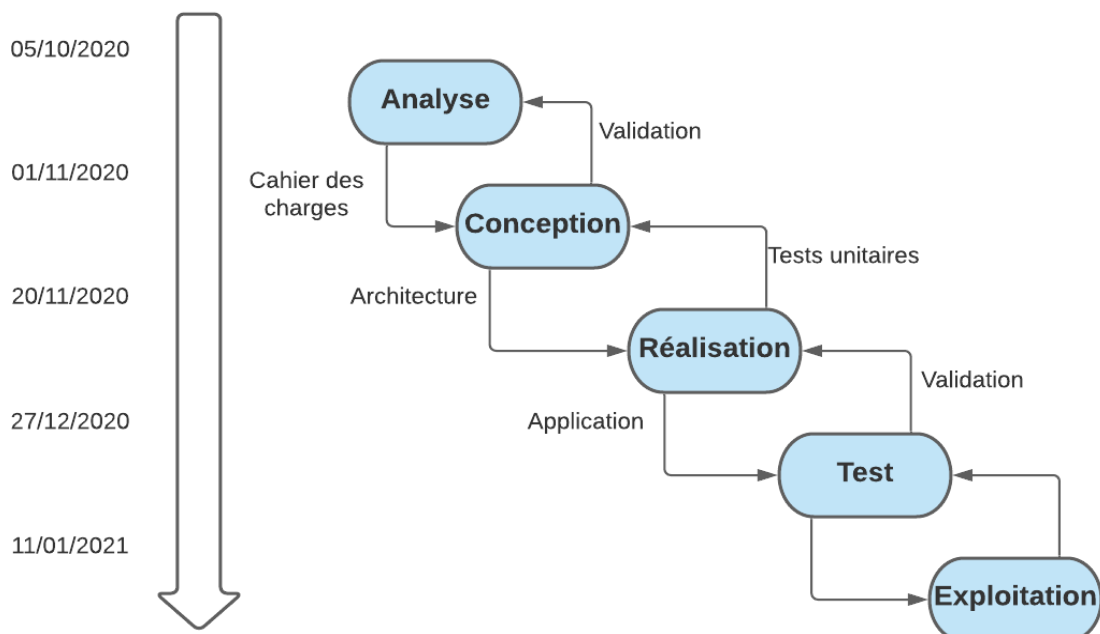 05/10/2020
Analyse
Validation
01/11/2020
Cahier des
charges
Conception
Tests unitaires
20/11/2020
Architecture
Réalisation
Validation
27/12/2020
Application
Test
11/01/2021
Exploitation